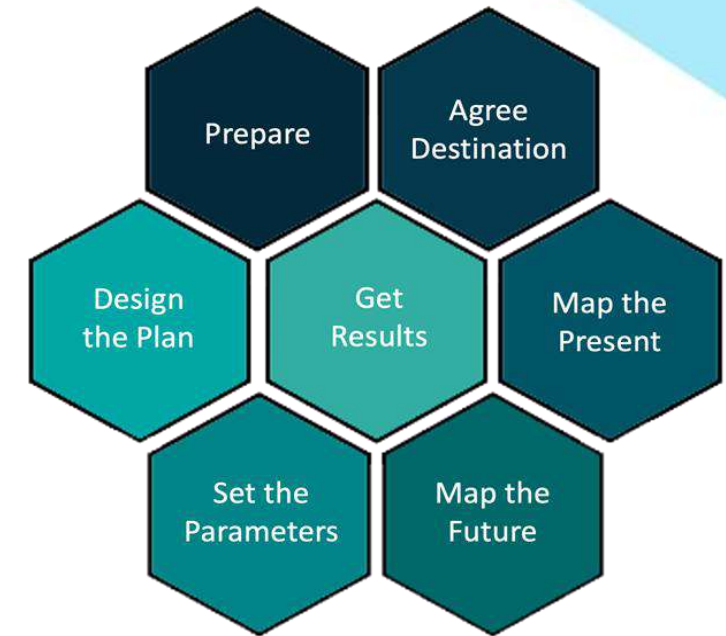 Prepare
Agree
Destination
Design
the Plan
Get
Results
Map the
Present
Set the
Parameters
Map the
Future